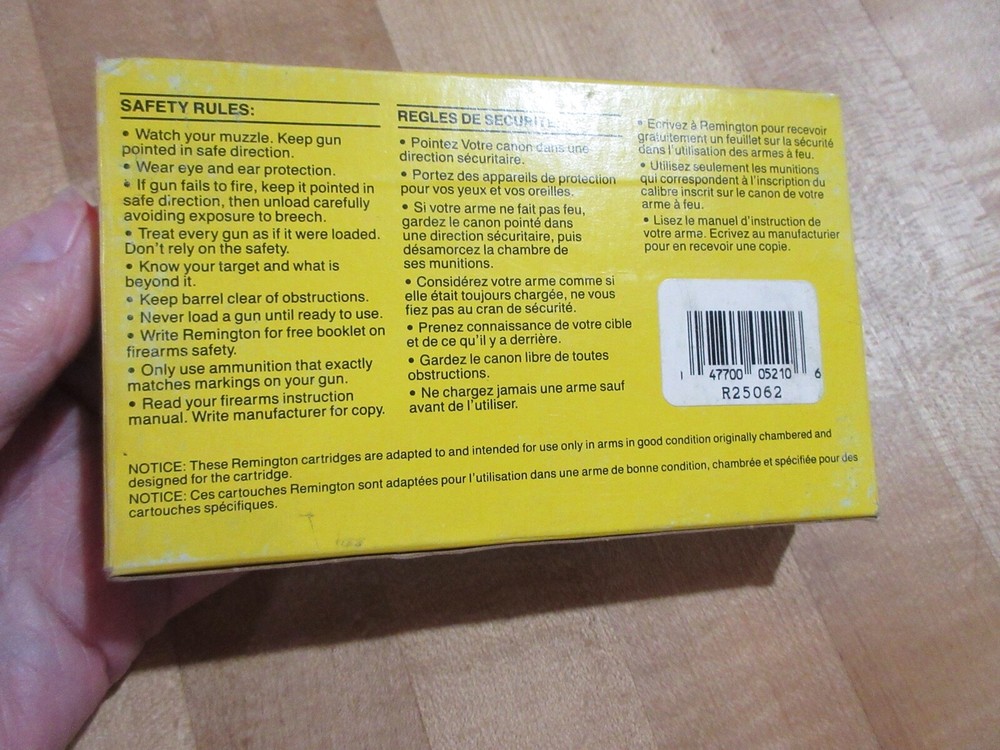 SAFETY RULES:
• Watch your muzzle. Keep gun
pointed in safe direction.
• Wear eye and ear protection.
• If gun fails to fire, keep it pointed in
safe direction, then unload carefully
avoiding exposure to breech.
• Treat every gun as if it were loaded.
Don't rely on the safety.
• Know your target and what is
beyond it.
• Keep barrel clear of obstructions.
• Never load a gun until ready to use.
• Write Remington for free booklet on
firearms safety.
• Only use ammunition that exactly
matches markings on your gun.
• Read your firearms instruction
manual. Write manufacturer for copy.
REGLES DE SECURITE:
• Pointez Votre canon dans une
direction sécuritaire.
• Portez des appareils de protection
pour vos yeux et vos oreilles.
• Si votre arme ne fait pas feu,
gardez le canon pointé dans
une direction sécuritaire, puis
désamorcez la chambre de
ses munitions.
• Considérez votre arme comme si
elle était toujours chargée, ne vous
fiez pas au cran de sécurité.
• Prenez connaissance de votre cible
et de ce qu'il y a derrière.
• Gardez le canon libre de toutes
obstructions.
• Ne chargez jamais une arme sauf
avant de l'utiliser.
• Ecrivez à Remington pour recevoir
gratuitement un feuillet sur la sécurité
dans l'utilisation des armes à feu.
• Utilisez seulement les munitions
qui correspondent à l'inscription du
calibre inscrit sur le canon de votre
arme à feu.
• Lisez le manuel d'instruction de
votre arme. Ecrivez au manufacturier
pour en recevoir une copie.
47700 05210 6
R25062
NOTICE: These Remington cartridges are adapted to and intended for use only in arms in good condition originally chambered and
designed for the cartridge.
NOTICE: Ces cartouches Remington sont adaptées pour l'utilisation dans une arme de bonne condition, chambrée et spécifiée pour des
cartouches spécifiques.